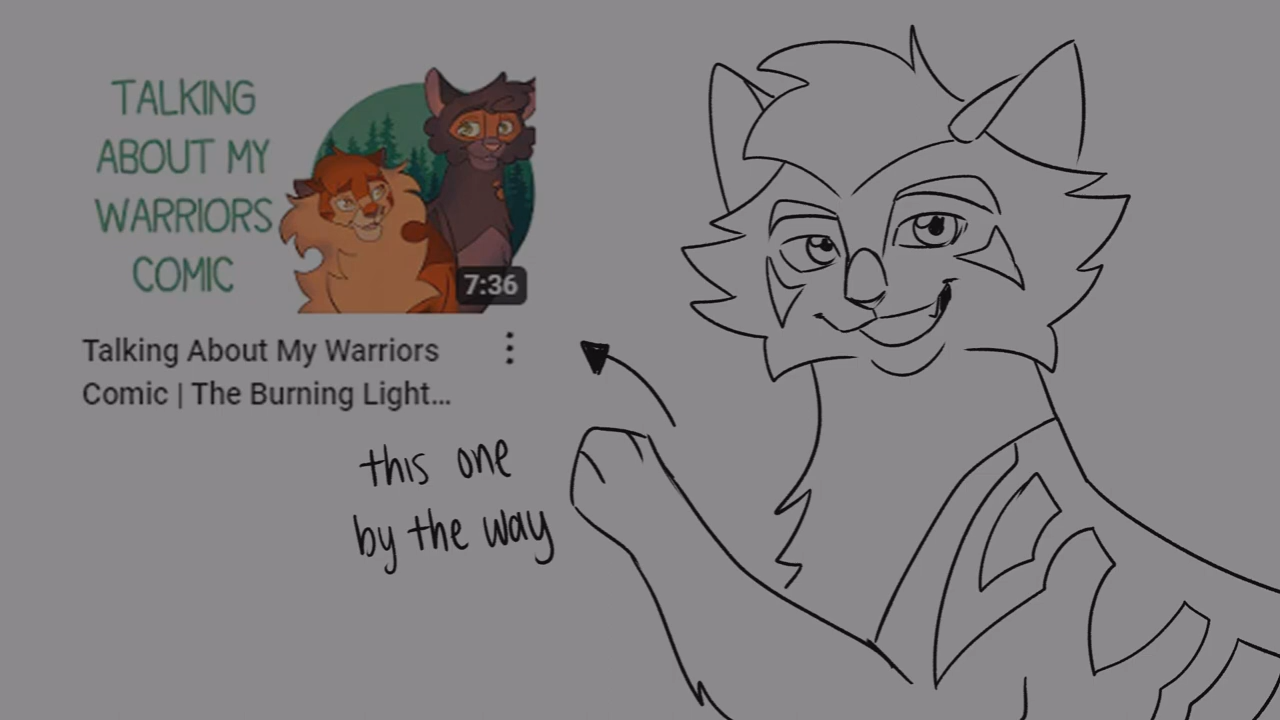 TALKING
ABOUT MY
WARRIORS
COMIC
7:36
Talking About My Warriors
Comic | The Burning Light...
this one
by the way